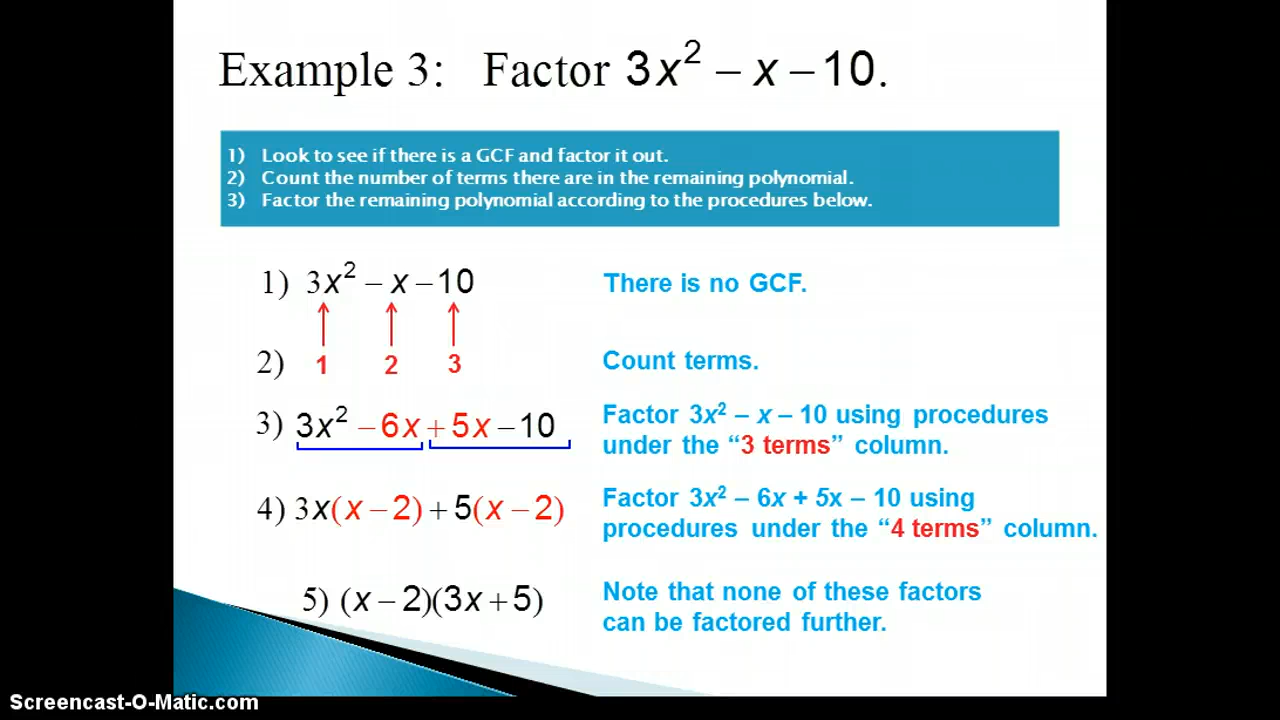 Example 3: Factor 3x² – x – 10.
1) Look to see if there is a GCF and factor it out.
2) Count the number of terms there are in the remaining polynomial.
3) Factor the remaining polynomial according to the procedures below.
1) 3x² – x – 10 There is no GCF.
2) 1 2 3 Count terms.
3) 3x² – 6x + 5x – 10 Factor 3x² – x – 10 using procedures
under the “3 terms” column.
4) 3x(x – 2) + 5(x – 2) Factor 3x² – 6x + 5x – 10 using
procedures under the “4 terms” column.
5) (x – 2)(3x + 5) Note that none of these factors
can be factored further.
Screencast-O-Matic.com